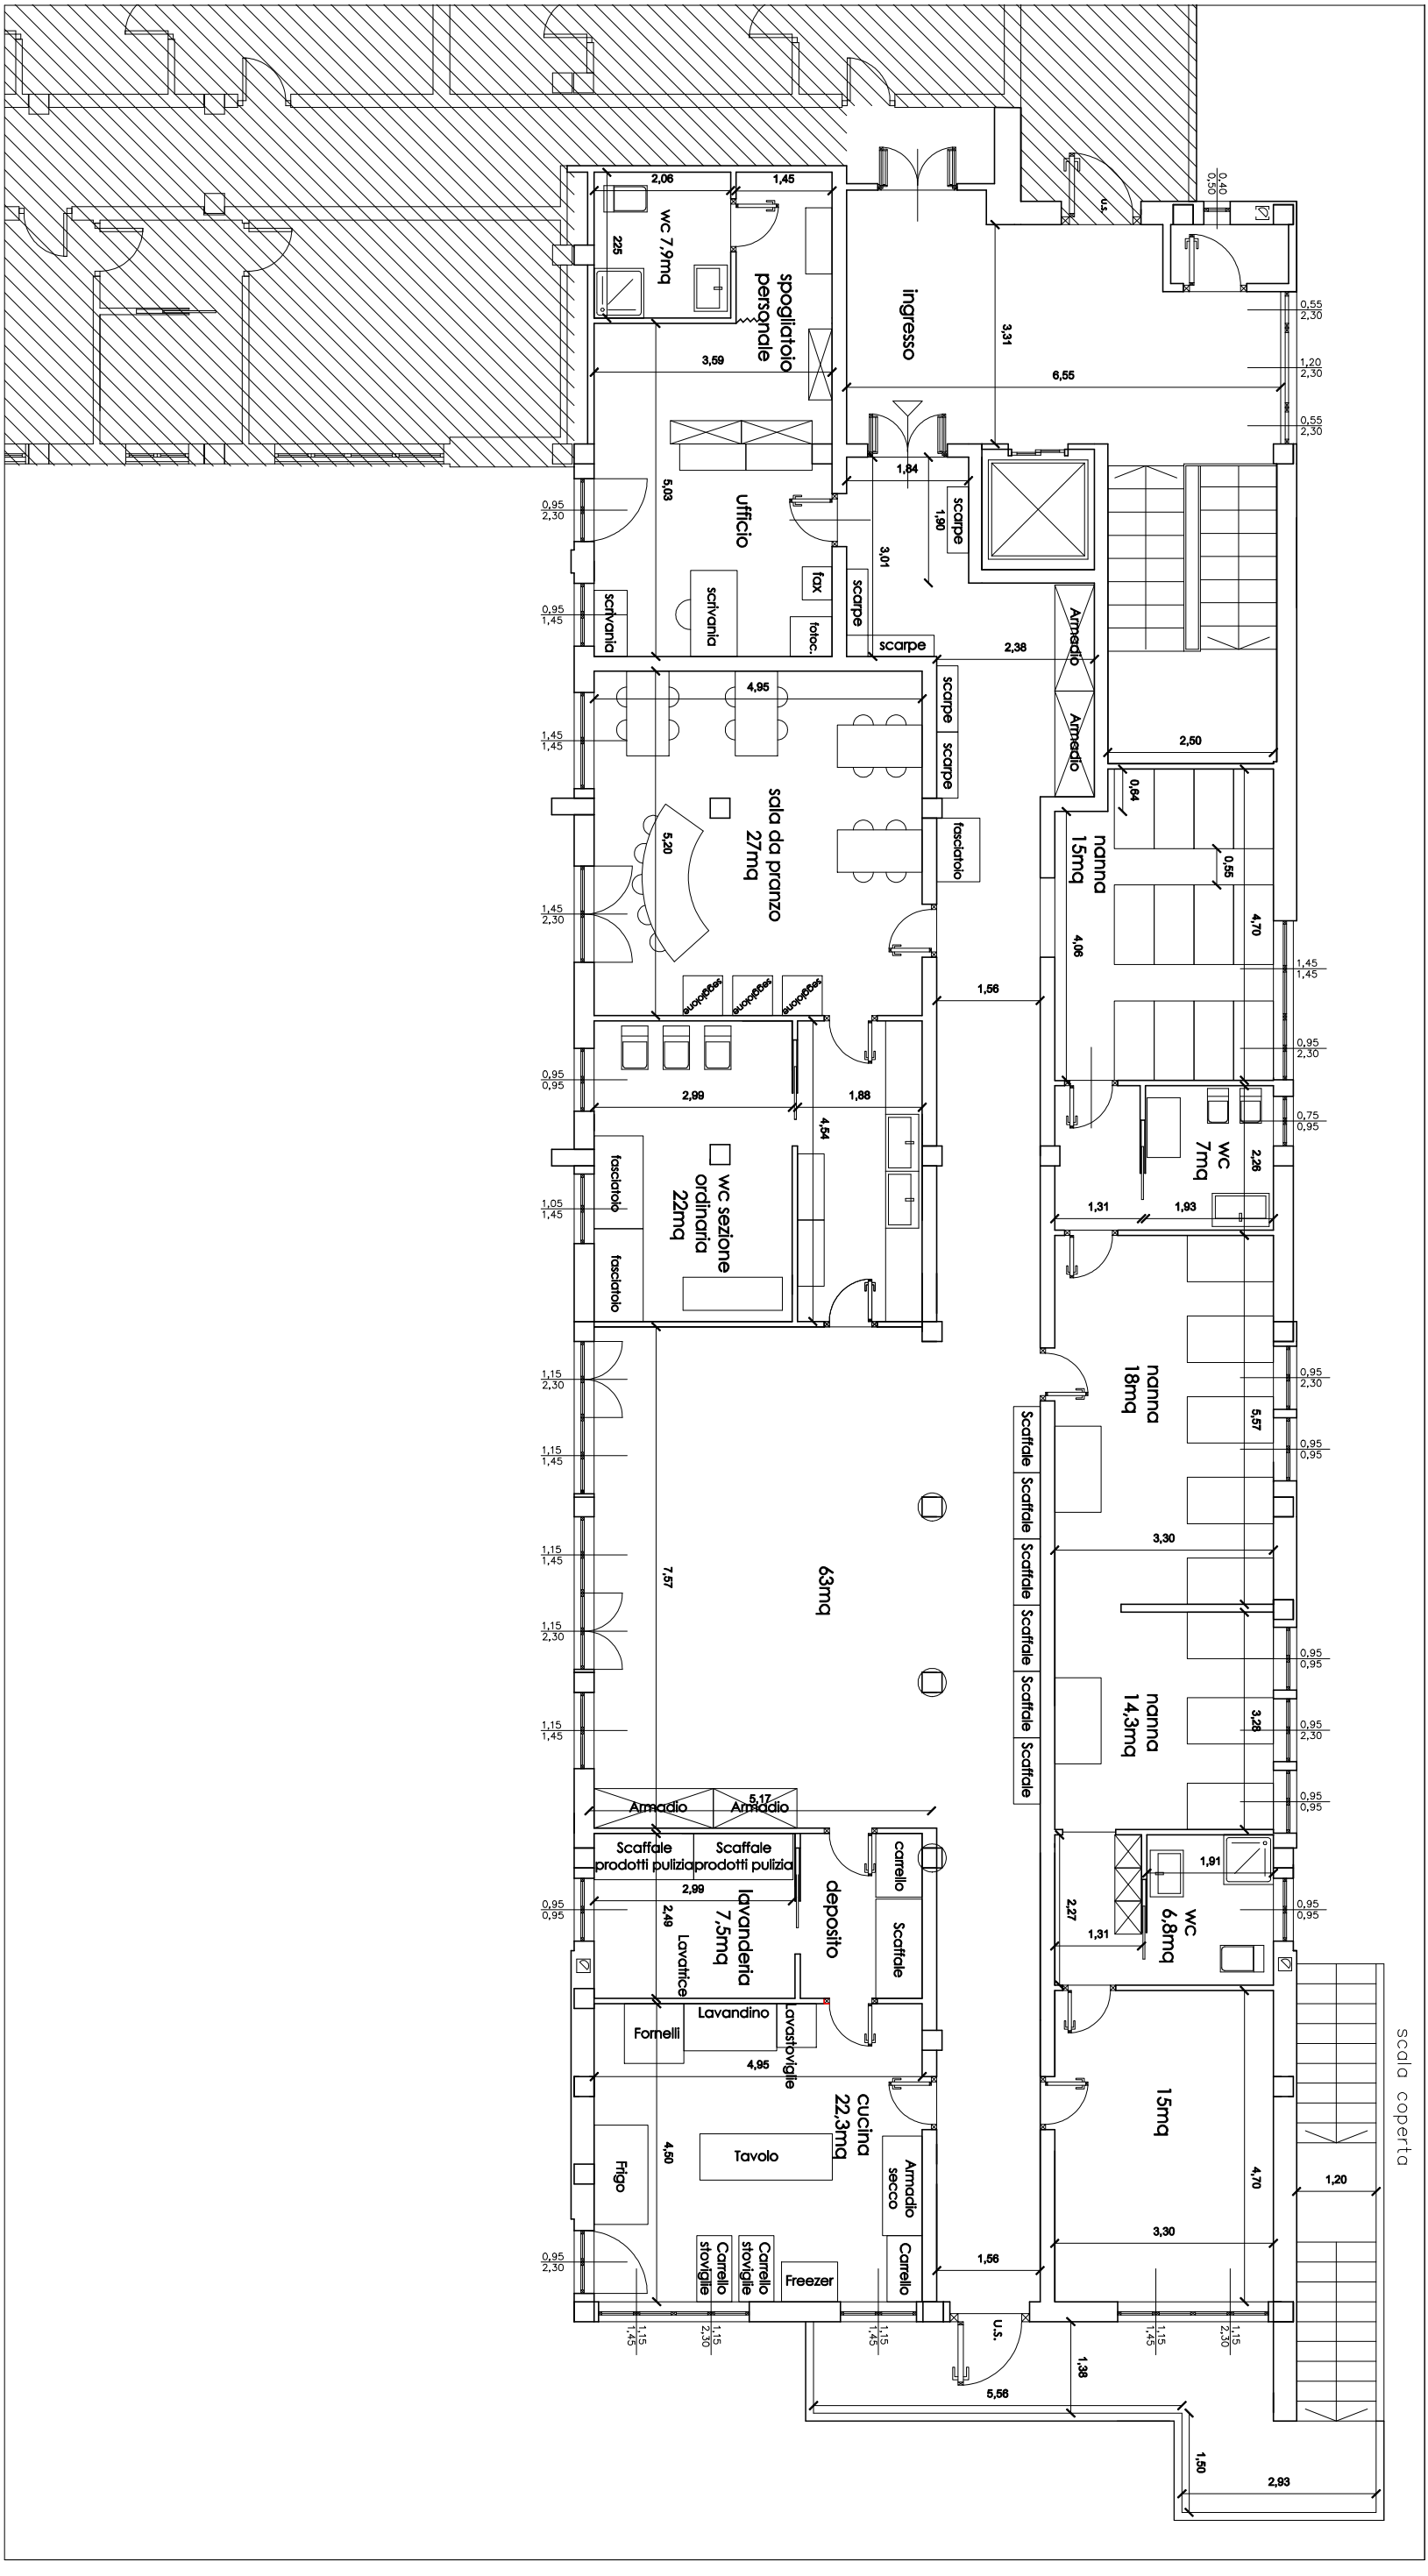 2,06
1,45
wc 7,9mq
225
spogliatoio
personale
3,59
ingresso
3,31
6,55
u.s.
0,40
0,50
0,55
2,30
1,20
2,30
0,55
2,30
1,84
1,90
scarpe
3,01
scarpe
scarpe
5,03
ufficio
fax
fotoc.
scrivania
scrivania
0,95
2,30
0,95
1,45
Armadio
Armadio
2,38
2,50
scarpe
scarpe
4,95
sala da pranzo
27mq
5,20
fasciatoio
1,45
1,45
1,45
2,30
seggiolone
seggiolone
seggiolone
0,64
0,55
nanna
15mq
4,06
4,70
1,56
1,45
1,45
0,95
2,30
0,95
0,95
2,99
1,88
4,54
wc sezione
ordinaria
22mq
fasciatoio
fasciatoio
1,05
1,45
wc
7mq
2,26
1,31
1,93
0,75
0,95
nanna
18mq
5,57
3,30
0,95
2,30
0,95
0,95
1,15
2,30
1,15
1,45
1,15
1,45
1,15
2,30
1,15
1,45
Scaffale
Scaffale
Scaffale
Scaffale
Scaffale
Scaffale
63mq
7,57
nanna
14,3mq
3,28
0,95
0,95
0,95
2,30
0,95
0,95
5,17
Armadio
Armadio
Scaffale
prodotti pulizia
Scaffale
prodotti pulizia
2,99
2,49
lavanderia
7,5mq
Lavatrice
deposito
carrello
Scaffale
0,95
0,95
1,91
2,27
1,31
wc
6,8mq
0,95
0,95
Fornelli
Lavandino
Lavastoviglie
4,95
cucina
22,3mq
4,50
Tavolo
Frigo
Armadio
secco
Carrello
Carrello
stoviglie
Carrello
stoviglie
Freezer
0,95
2,30
15mq
4,70
3,30
1,56
scala coperta
1,20
1,15
1,45
1,15
2,30
1,15
1,45
u.s.
1,15
1,45
1,15
2,30
1,38
5,56
1,50
2,93